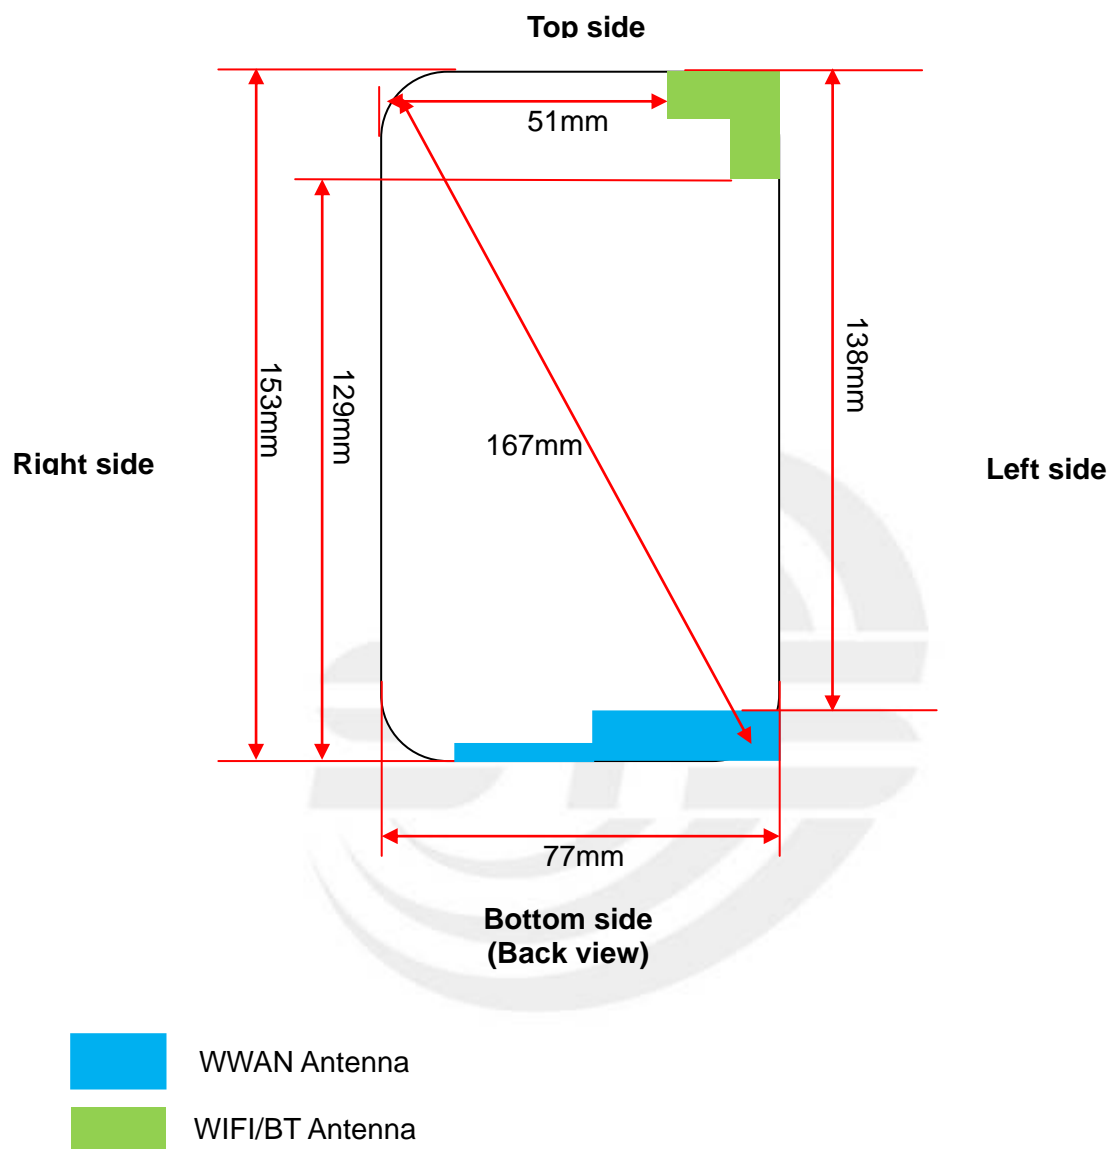 Top side
51mm
153mm
129mm
138mm
167mm
Right side
Left side
77mm
Bottom side
(Back view)
WWAN Antenna
WIFI/BT Antenna